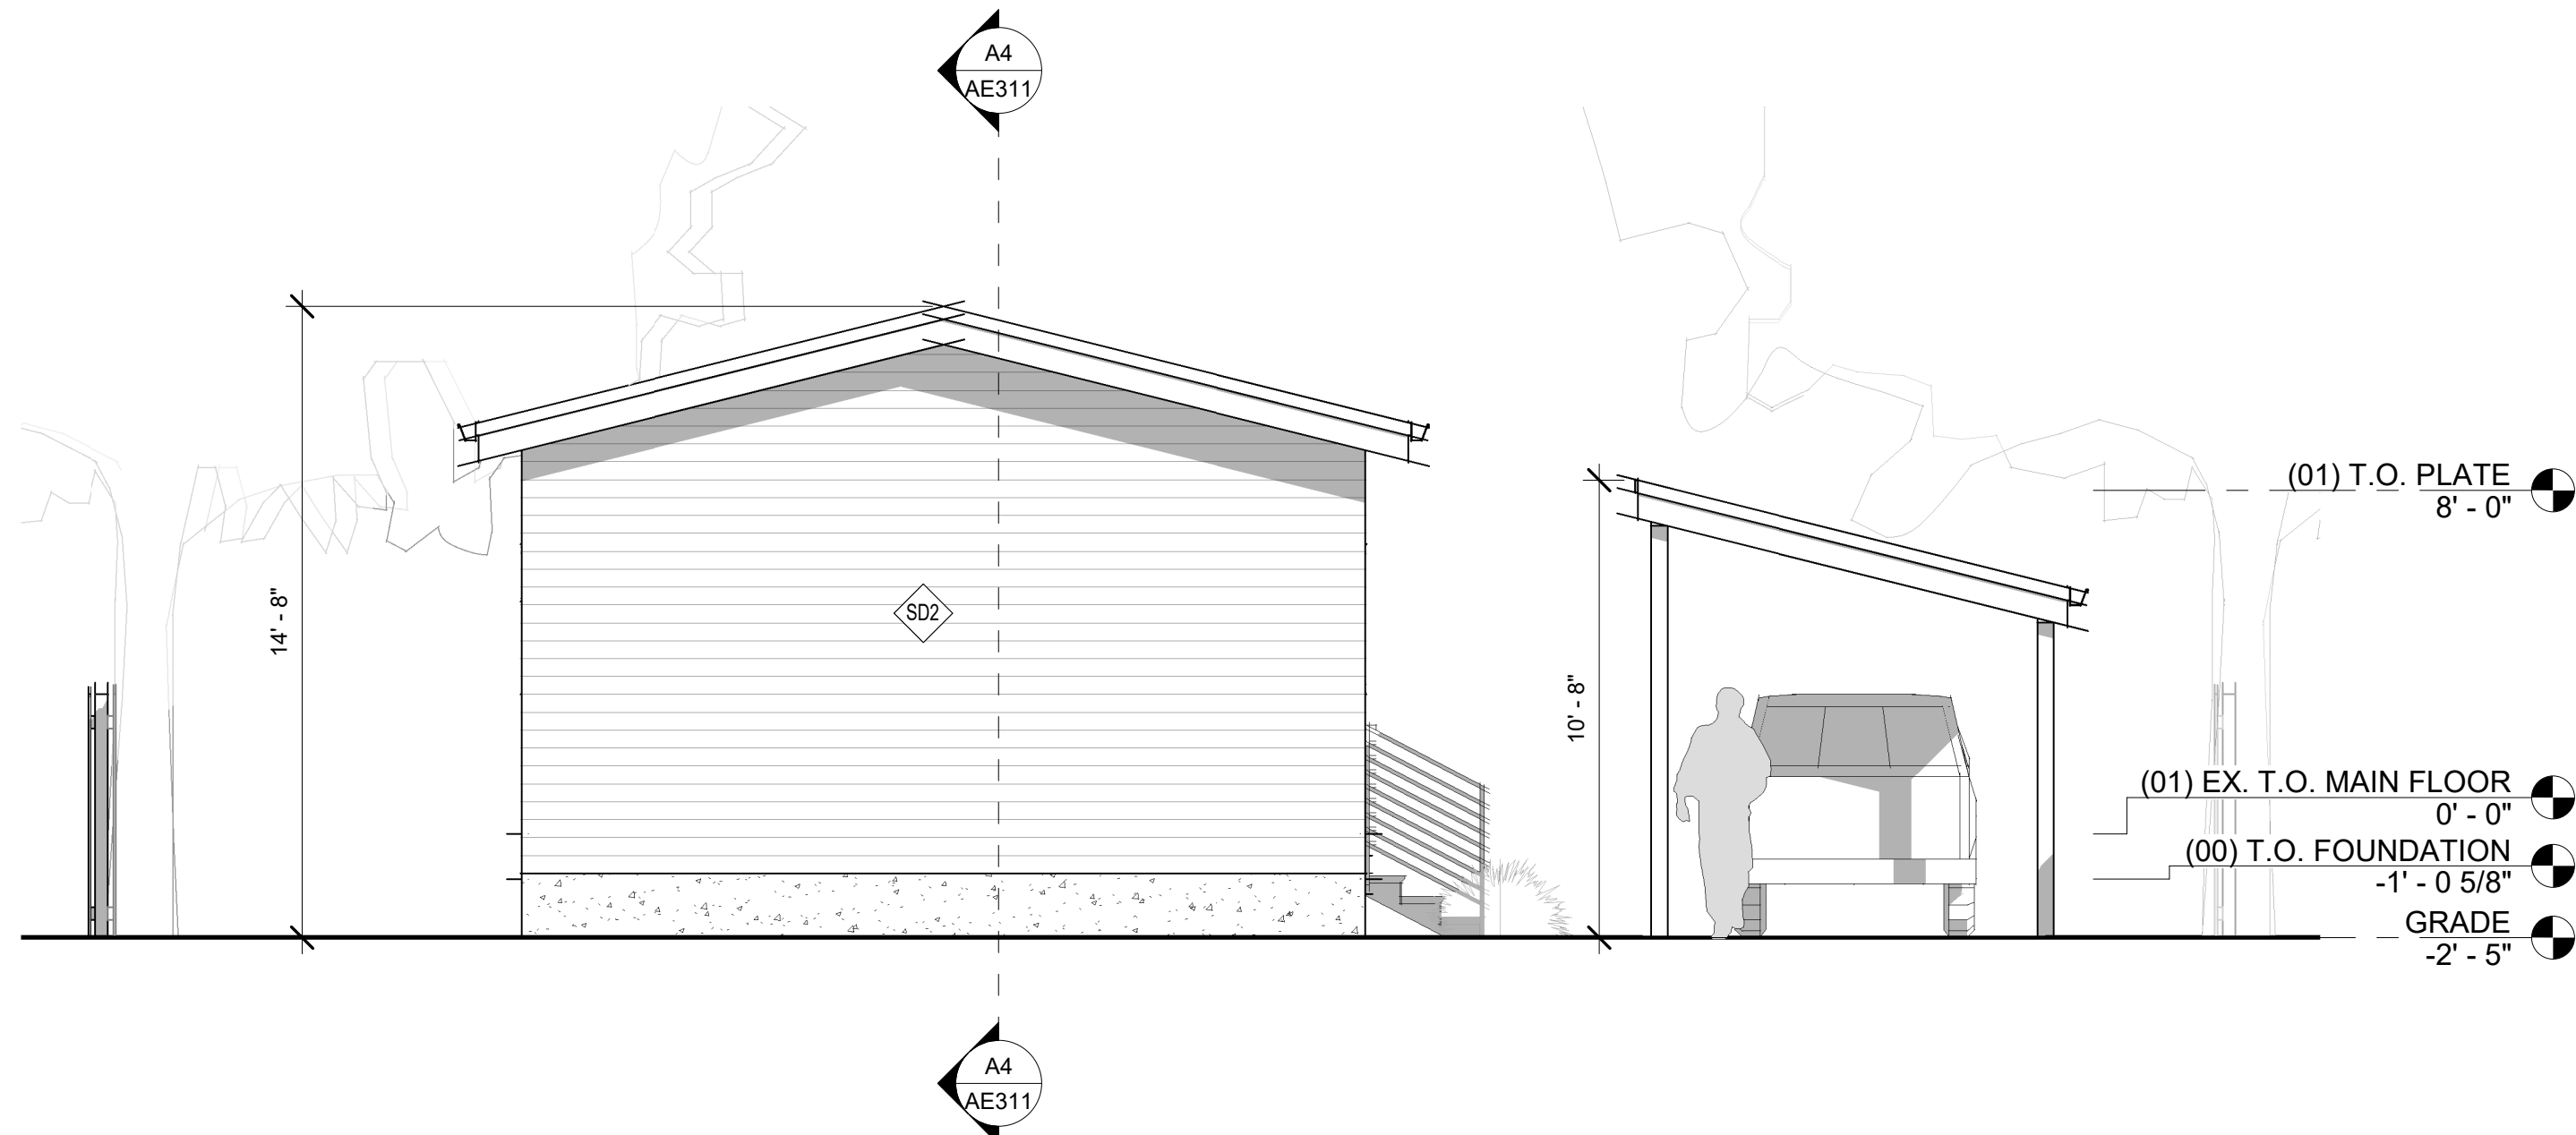 A4
AE311
(01) T.O. PLATE
8' - 0"
14' - 8"
SD2
10' - 8"
(01) EX. T.O. MAIN FLOOR
0' - 0"
(00) T.O. FOUNDATION
-1' - 0 5/8"
GRADE
-2' - 5"
A4
AE311